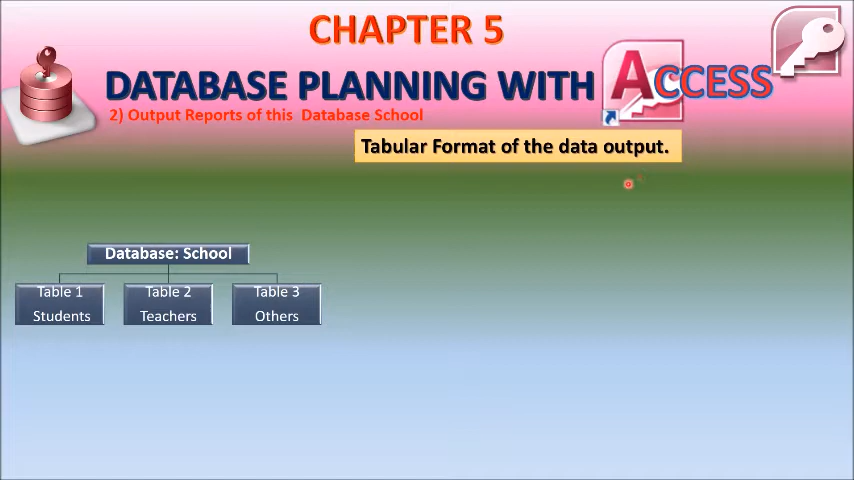 CHAPTER 5
DATABASE PLANNING WITH ACCESS
2) Output Reports of this Database School
Tabular Format of the data output.
Database: School
Table 1
Students
Table 2
Teachers
Table 3
Others